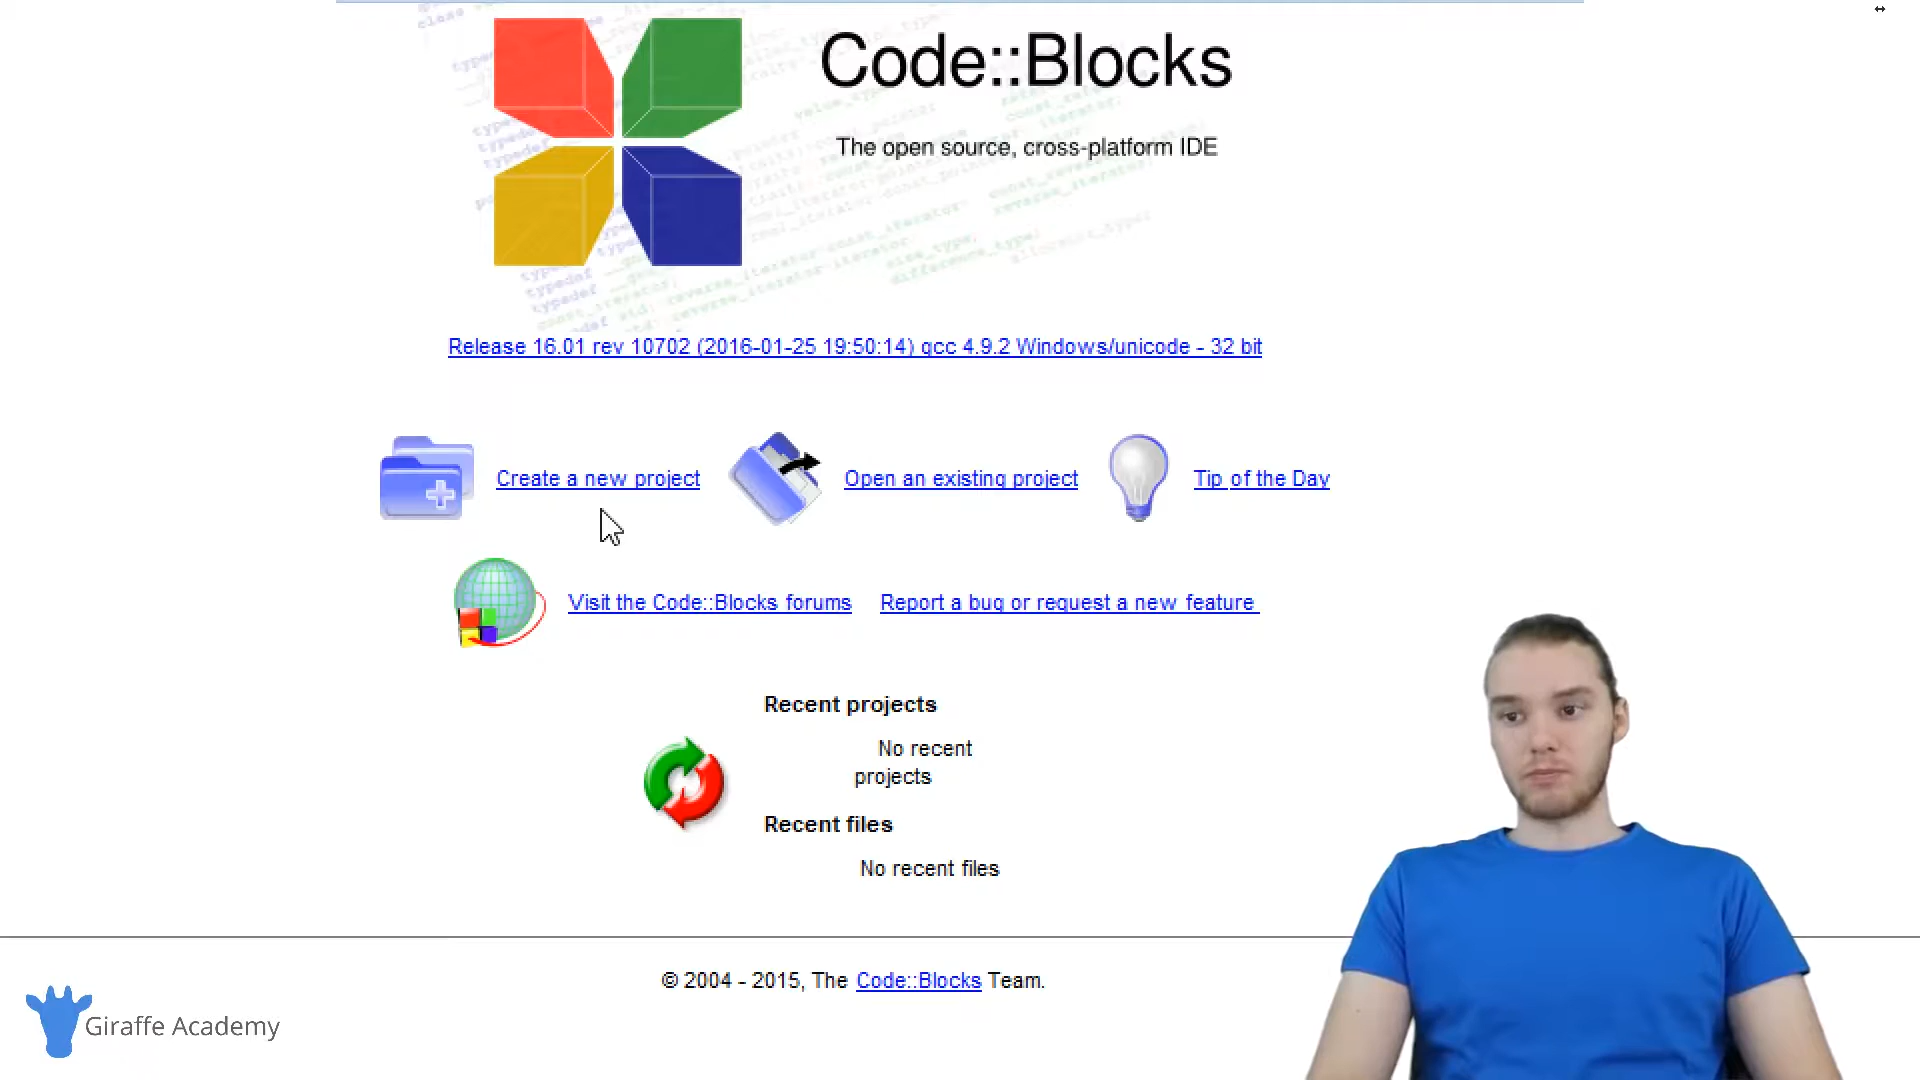 Code::Blocks
The open source, cross-platform IDE
Release 16.01 rev 10702 (2016-01-25 19:50:14) gcc 4.9.2 Windows/unicode - 32 bit
Create a new project
Open an existing project
Tip of the Day
Visit the Code::Blocks forums
Report a bug or request a new feature
Recent projects
No recent
projects
Recent files
No recent files
© 2004 - 2015, The Code::Blocks Team.
Giraffe Academy